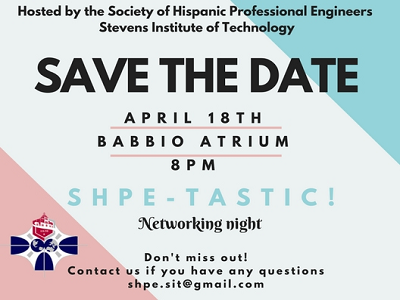 Hosted by the Society of Hispanic Professional Engineers
Stevens Institute of Technology
SAVE THE DATE
APRIL 18TH
BABBIO ATRIUM
8PM
SHPE-TASTIC!
Networking night
Don't miss out!
Contact us if you have any questions
shpe.sit@gmail.com